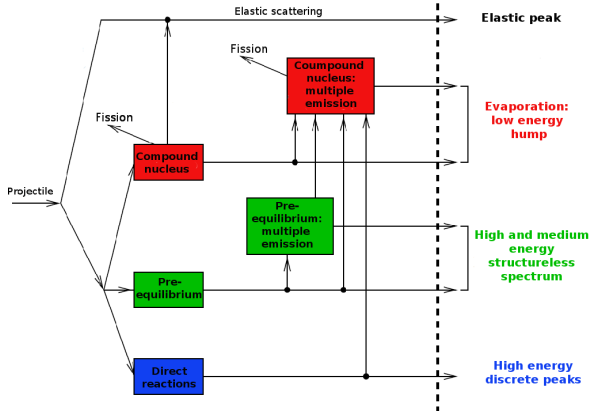 Elastic scattering
Elastic peak
Fission
Coumpound
nucleus:
multiple
emission
Evaporation:
low energy
hump
Fission
Compound
nucleus
Projectile
Pre-
equilibrium:
multiple
emission
High and medium
energy
structureless
spectrum
Pre-
equilibrium
Direct
reactions
High energy
discrete peaks